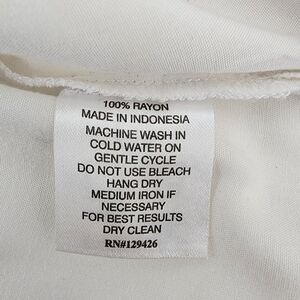 100% RAYON
MADE IN INDONESIA
MACHINE WASH IN
COLD WATER ON
GENTLE CYCLE
DO NOT USE BLEACH
HANG DRY
MEDIUM IRON IF
NECESSARY
FOR BEST RESULTS
DRY CLEAN
RN#129426